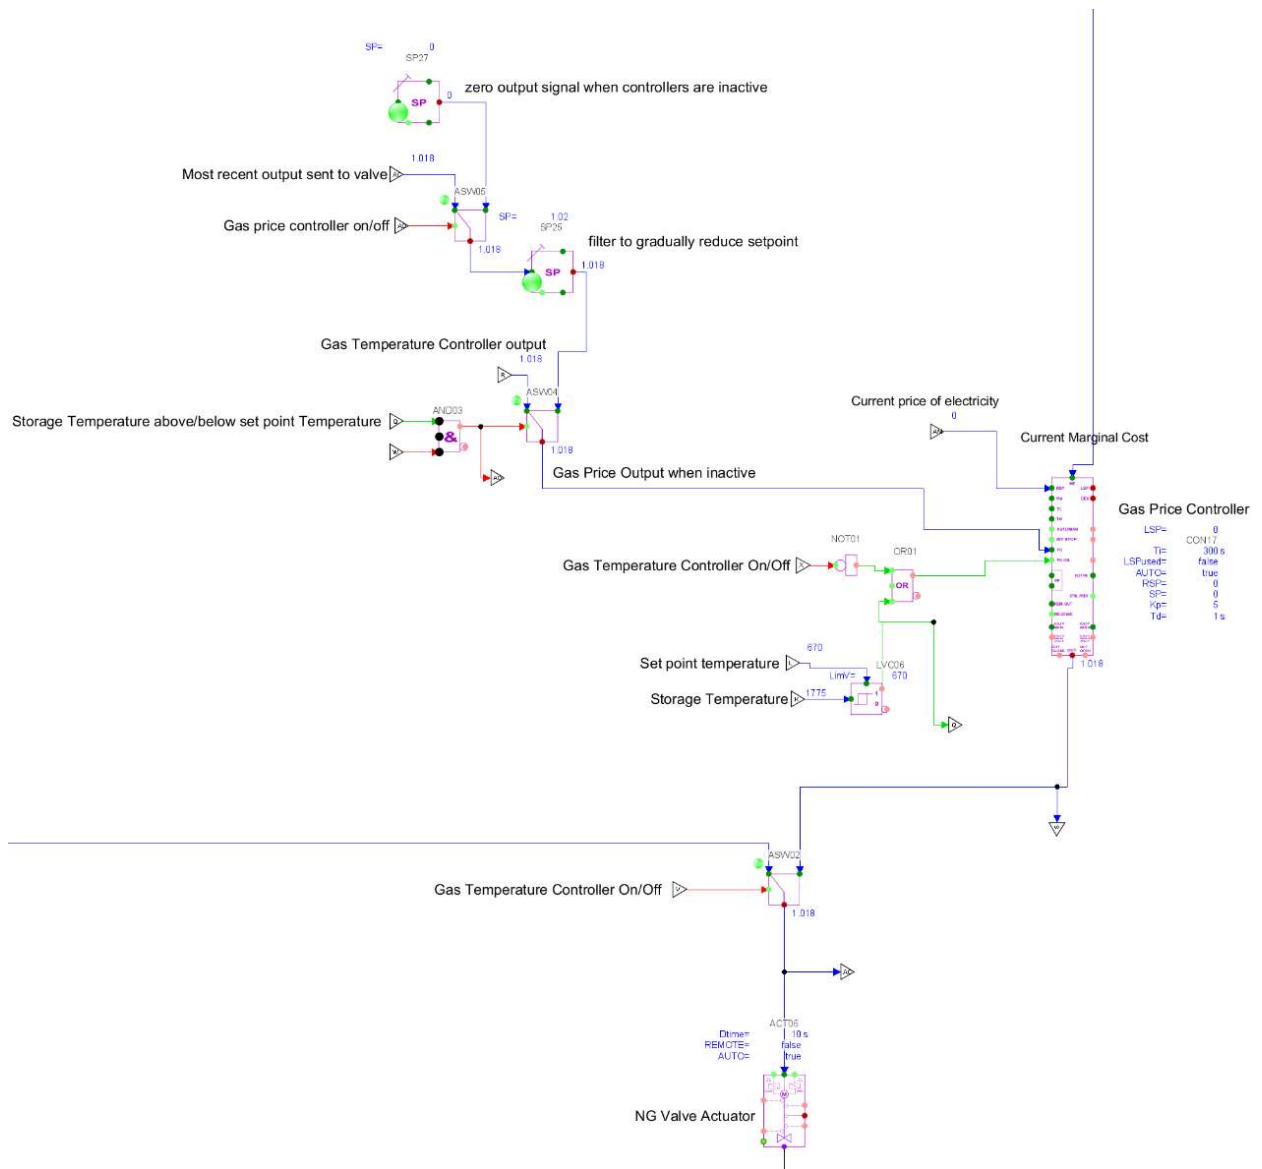 SP= 0
SP27
SP
0
zero output signal when controllers are inactive
1.018
Most recent output sent to valve
ASW05
Gas price controller on/off
SP= 1.02
SP25
1.018
SP
1.018
filter to gradually reduce setpoint
Gas Temperature Controller output
1.018
ASW04
Storage Temperature above/below set point Temperature
AND03
&
1.018
Gas Price Output when inactive
Current price of electricity
0
Current Marginal Cost
Gas Price Controller
LSP= 0
CON17
Ti= 300 s
LSPused= false
AUTO= true
RSP= 0
SP= 0
Kp= 5
Td= 1 s
NOT01
OR01
OR
Gas Temperature Controller On/Off
670
Set point temperature
LVC06
LimV= 670
Storage Temperature
1775
1.018
ASW02
Gas Temperature Controller On/Off
1.018
ACT06
Dtime= 10 s
REMOTE= false
AUTO= true
NG Valve Actuator